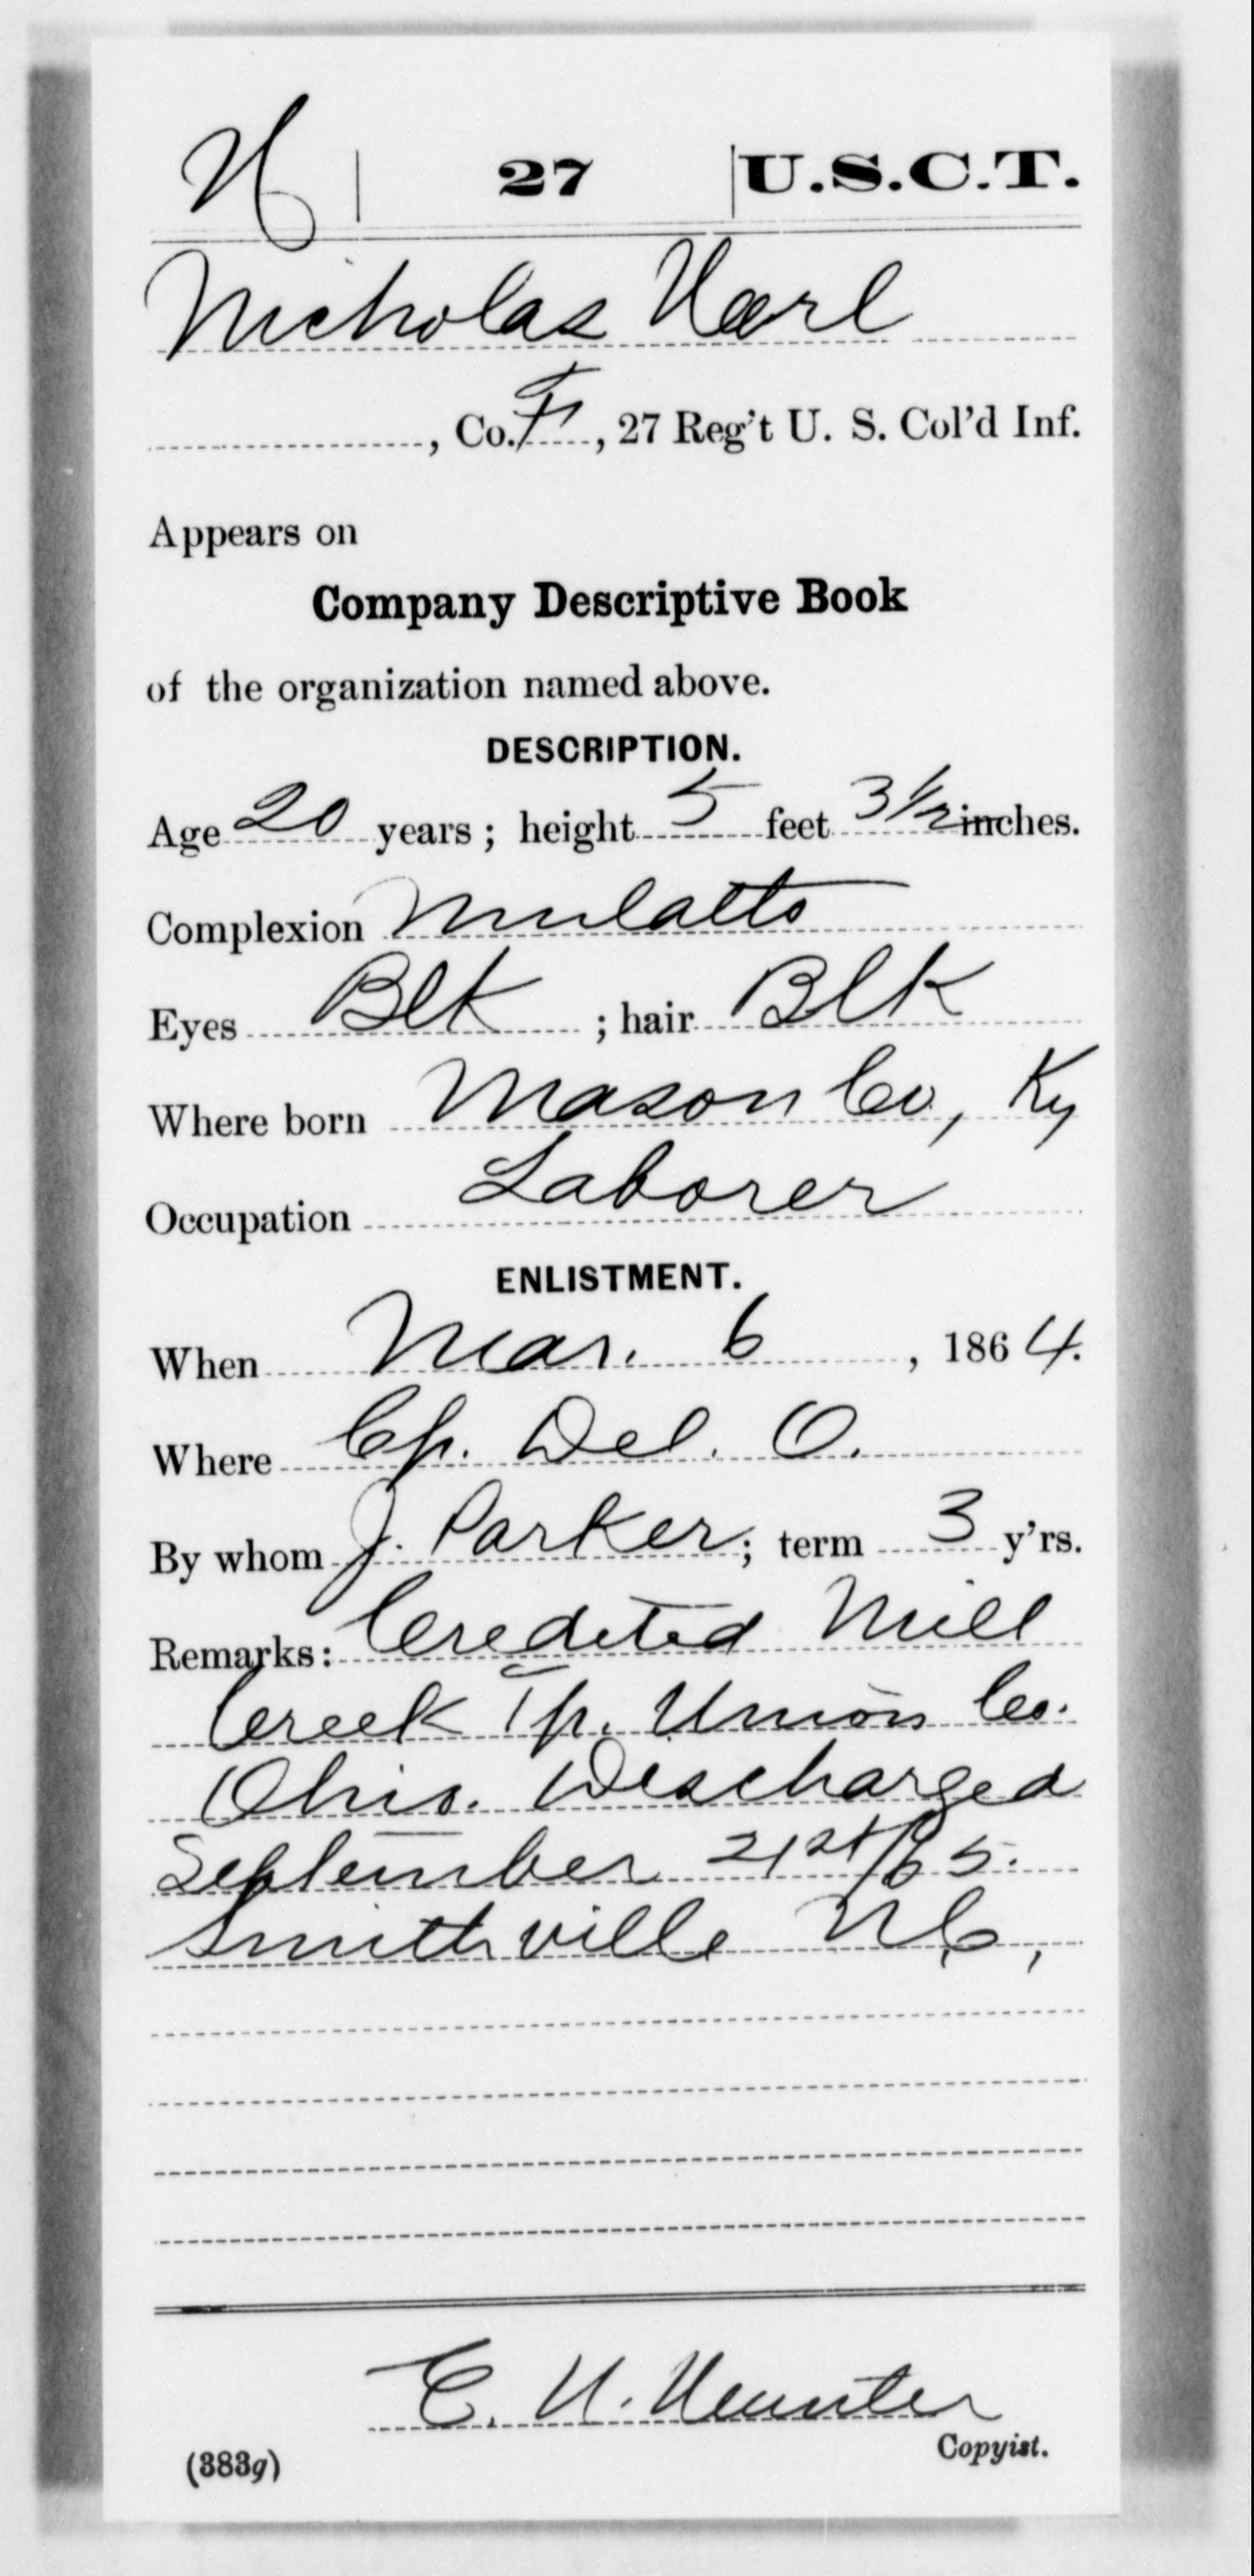 H | 27 | U.S.C.T.
Nicholas Harl
, Co. F, 27 Reg't U. S. Col'd Inf.
Appears on
Company Descriptive Book
of the organization named above.
DESCRIPTION.
Age 20 years; height 5 feet 3 1/2 inches.
Complexion Mulatto
Eyes Blk ; hair Blk
Where born Mason Co, Ky
Occupation Laborer
ENLISTMENT.
When Mar. 6, 1864.
Where Cp. Del. O.
By whom J. Parker; term 3 y'rs.
Remarks: Credited Mill
Creek Tp. Union Co.
Ohio. Discharged
September 21st/65.
Smithville N.C,
Copyist.
(383g)